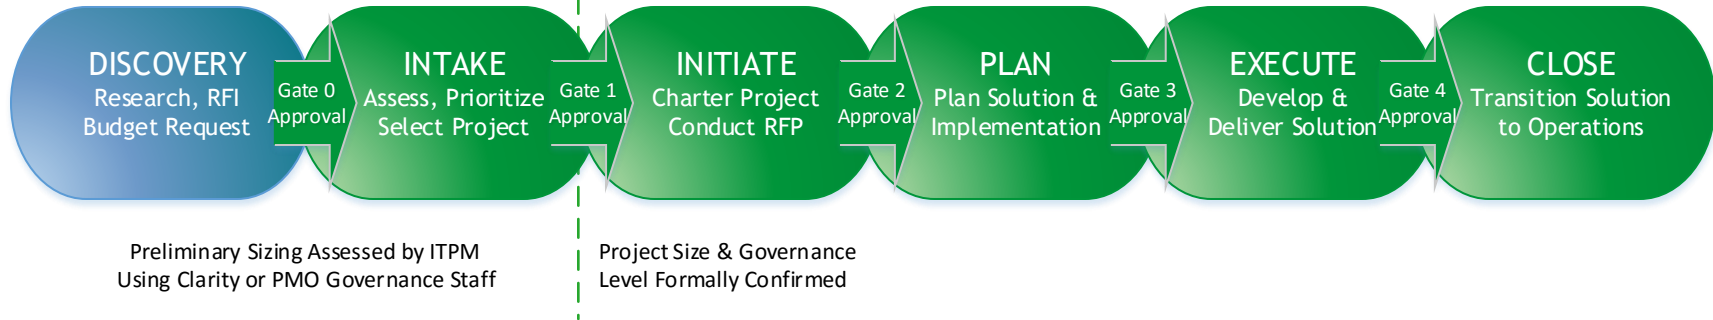 DISCOVERY
Research, RFI
Budget Request
Gate 0
Approval
INTAKE
Assess, Prioritize
Select Project
Gate 1
Approval
INITIATE
Charter Project
Conduct RFP
Gate 2
Approval
PLAN
Plan Solution &
Implementation
Gate 3
Approval
EXECUTE
Develop &
Deliver Solution
Gate 4
Approval
CLOSE
Transition Solution
to Operations
Preliminary Sizing Assessed by ITPM
Using Clarity or PMO Governance Staff
Project Size & Governance
Level Formally Confirmed